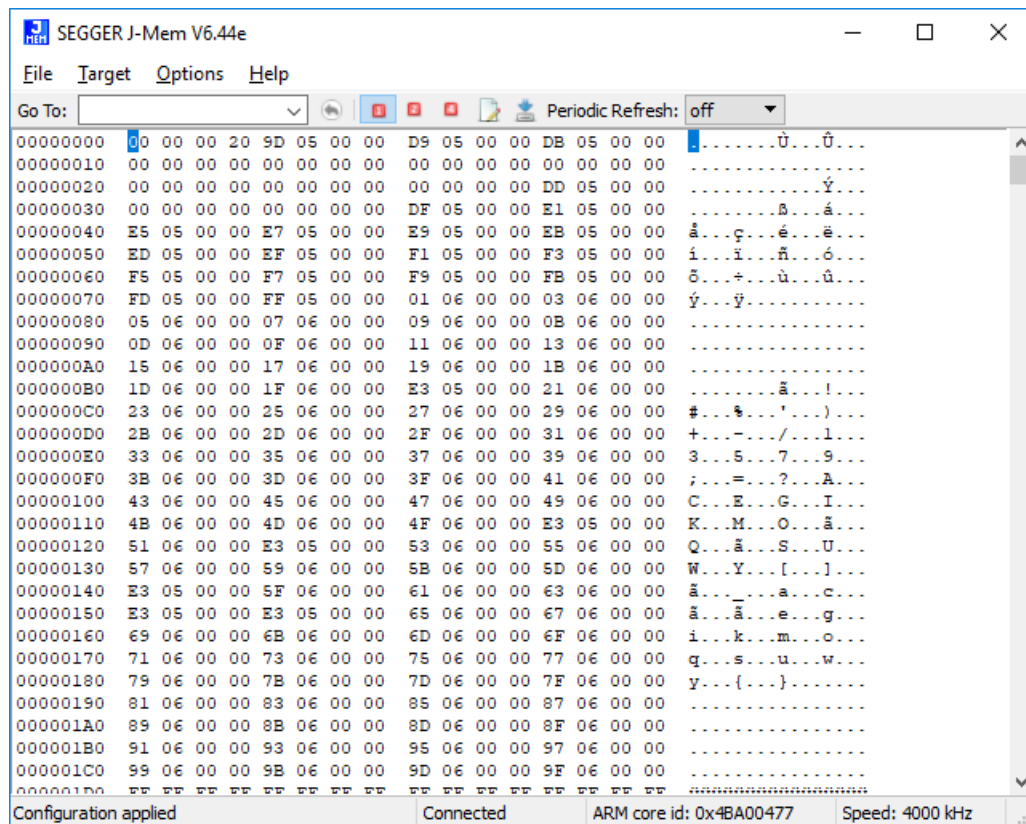 SEGGER J-Mem V6.44e
File Target Options Help
Go To: Periodic Refresh: off
00000000 00 00 00 20 9D 05 00 00 D9 05 00 00 DB 05 00 00 ........Ù...Û...
00000010 00 00 00 00 00 00 00 00 00 00 00 00 00 00 00 00 ................
00000020 00 00 00 00 00 00 00 00 00 00 00 00 DD 05 00 00 ............Ý...
00000030 00 00 00 00 00 00 00 00 DF 05 00 00 E1 05 00 00 ........ß...á...
00000040 E5 05 00 00 E7 05 00 00 E9 05 00 00 EB 05 00 00 å...ç...é...ë...
00000050 ED 05 00 00 EF 05 00 00 F1 05 00 00 F3 05 00 00 í...ï...ñ...ó...
00000060 F5 05 00 00 F7 05 00 00 F9 05 00 00 FB 05 00 00 õ...÷...ù...û...
00000070 FD 05 00 00 FF 05 00 00 01 06 00 00 03 06 00 00 ý...ÿ...........
00000080 05 06 00 00 07 06 00 00 09 06 00 00 0B 06 00 00 ................
00000090 0D 06 00 00 0F 06 00 00 11 06 00 00 13 06 00 00 ................
000000A0 15 06 00 00 17 06 00 00 19 06 00 00 1B 06 00 00 ................
000000B0 1D 06 00 00 1F 06 00 00 E3 05 00 00 21 06 00 00 ........ã...!...
000000C0 23 06 00 00 25 06 00 00 27 06 00 00 29 06 00 00 #...%...'...)...
000000D0 2B 06 00 00 2D 06 00 00 2F 06 00 00 31 06 00 00 +...-.../...1...
000000E0 33 06 00 00 35 06 00 00 37 06 00 00 39 06 00 00 3...5...7...9...
000000F0 3B 06 00 00 3D 06 00 00 3F 06 00 00 41 06 00 00 ;...=...?...A...
00000100 43 06 00 00 45 06 00 00 47 06 00 00 49 06 00 00 C...E...G...I...
00000110 4B 06 00 00 4D 06 00 00 4F 06 00 00 E3 05 00 00 K...M...O...ã...
00000120 51 06 00 00 E3 05 00 00 53 06 00 00 55 06 00 00 Q...ã...S...U...
00000130 57 06 00 00 59 06 00 00 5B 06 00 00 5D 06 00 00 W...Y...[...]...
00000140 E3 05 00 00 5F 06 00 00 61 06 00 00 63 06 00 00 ã..._...a...c...
00000150 E3 05 00 00 E3 05 00 00 65 06 00 00 67 06 00 00 ã...ã...e...g...
00000160 69 06 00 00 6B 06 00 00 6D 06 00 00 6F 06 00 00 i...k...m...o...
00000170 71 06 00 00 73 06 00 00 75 06 00 00 77 06 00 00 q...s...u...w...
00000180 79 06 00 00 7B 06 00 00 7D 06 00 00 7F 06 00 00 y...{...}.......
00000190 81 06 00 00 83 06 00 00 85 06 00 00 87 06 00 00 ................
000001A0 89 06 00 00 8B 06 00 00 8D 06 00 00 8F 06 00 00 ................
000001B0 91 06 00 00 93 06 00 00 95 06 00 00 97 06 00 00 ................
000001C0 99 06 00 00 9B 06 00 00 9D 06 00 00 9F 06 00 00 ................
000001D0 FF FF FF FF FF FF FF FF FF FF FF FF FF FF FF FF ÿÿÿÿÿÿÿÿÿÿÿÿÿÿÿÿ
Configuration applied Connected ARM core id: 0x4BA00477 Speed: 4000 kHz